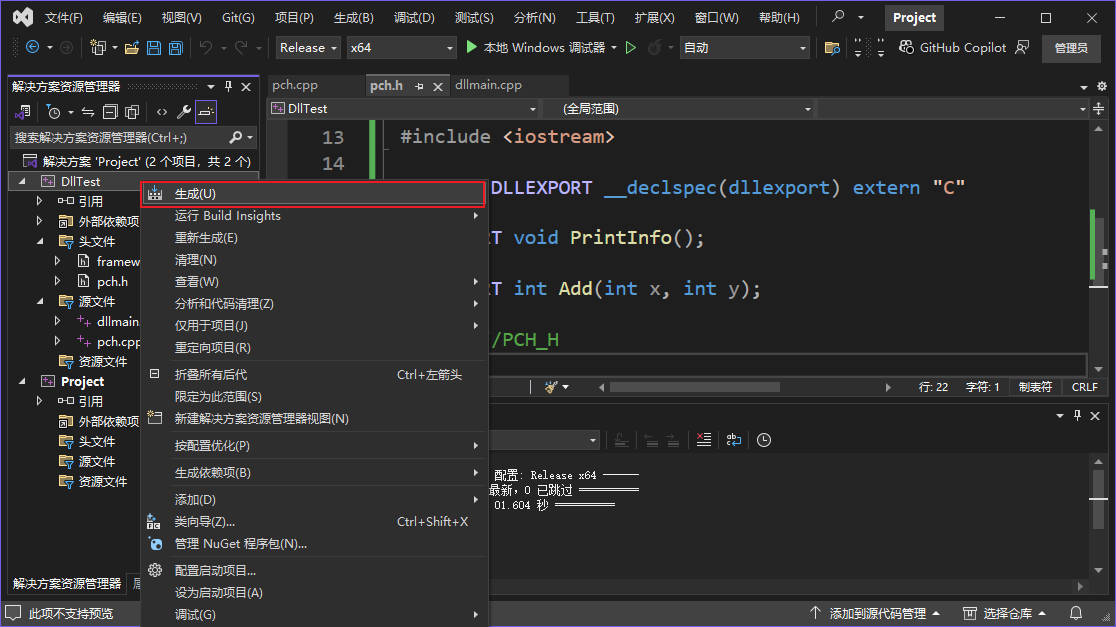 文件(F) 编辑(E) 视图(V) Git(G) 项目(P) 生成(B) 调试(D) 测试(S) 分析(N) 工具(T) 扩展(X) 窗口(W) 帮助(H) Project
Release x64 本地 Windows 调试器 自动 GitHub Copilot 管理员
解决方案资源管理器
搜索解决方案资源管理器(Ctrl+;)
解决方案 'Project' (2 个项目，共 2 个)
DllTest
引用
外部依赖项
头文件
framew
pch.h
源文件
dllmain.
pch.cpp
资源文件
Project
引用
外部依赖项
头文件
源文件
资源文件
解决方案资源管理器
pch.cpp pch.h dllmain.cpp
DllTest (全局范围)
13 #include <iostream>
14
DLLEXPORT __declspec(dllexport) extern "C"
T void PrintInfo();
T int Add(int x, int y);
/PCH_H
行: 22 字符: 1 制表符 CRLF
生成(U)
运行 Build Insights
重新生成(E)
清理(N)
查看(W)
分析和代码清理(Z)
仅用于项目(J)
重定向项目(R)
折叠所有后代 Ctrl+左箭头
限定为此范围(S)
新建解决方案资源管理器视图(N)
按配置优化(P)
生成依赖项(B)
添加(D)
类向导(Z)... Ctrl+Shift+X
管理 NuGet 程序包(N)...
配置启动项目...
设为启动项目(A)
调试(G)
配置: Release x64 ------
最新，0 已跳过 ==========
01.604 秒 ==========
此项不支持预览 添加到源代码管理 选择仓库